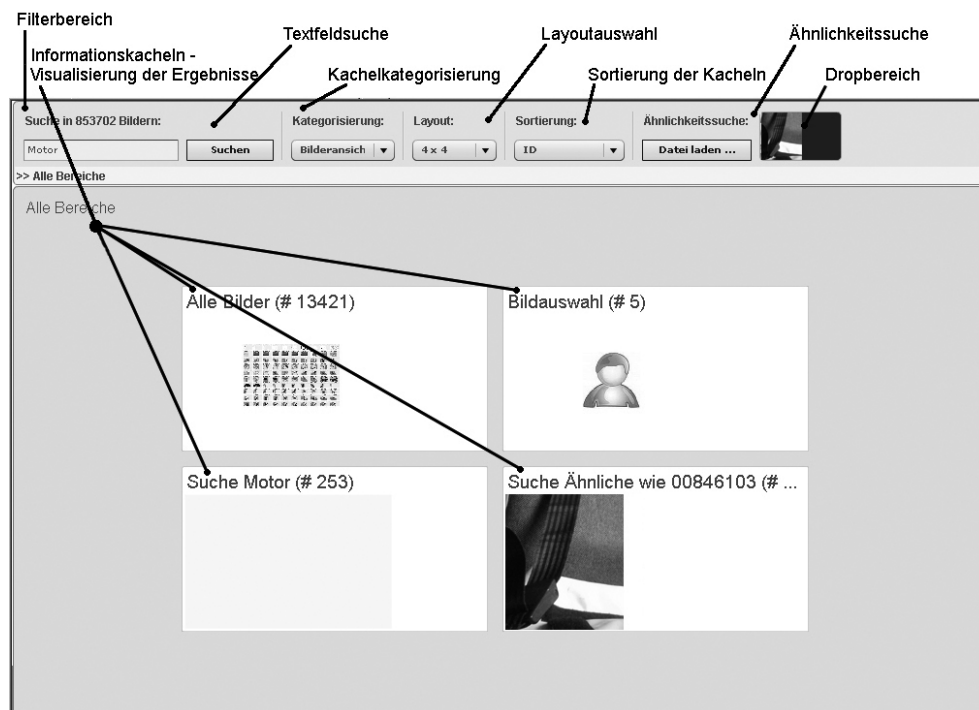 Filterbereich
Textfeldsuche
Layoutauswahl
Ähnlichkeitssuche
Informationskacheln -
Visualisierung der Ergebnisse
Kachelkategorisierung
Sortierung der Kacheln
Dropbereich
Suche in 853702 Bildern:
Kategorisierung:
Layout:
Sortierung:
Ähnlichkeitssuche:
Motor
Suchen
Bilderansich
4 x 4
ID
Datei laden ...
>> Alle Bereiche
Alle Bereiche
Alle Bilder (# 13421)
Bildauswahl (# 5)
Suche Motor (# 253)
Suche Ähnliche wie 00846103 (# ...